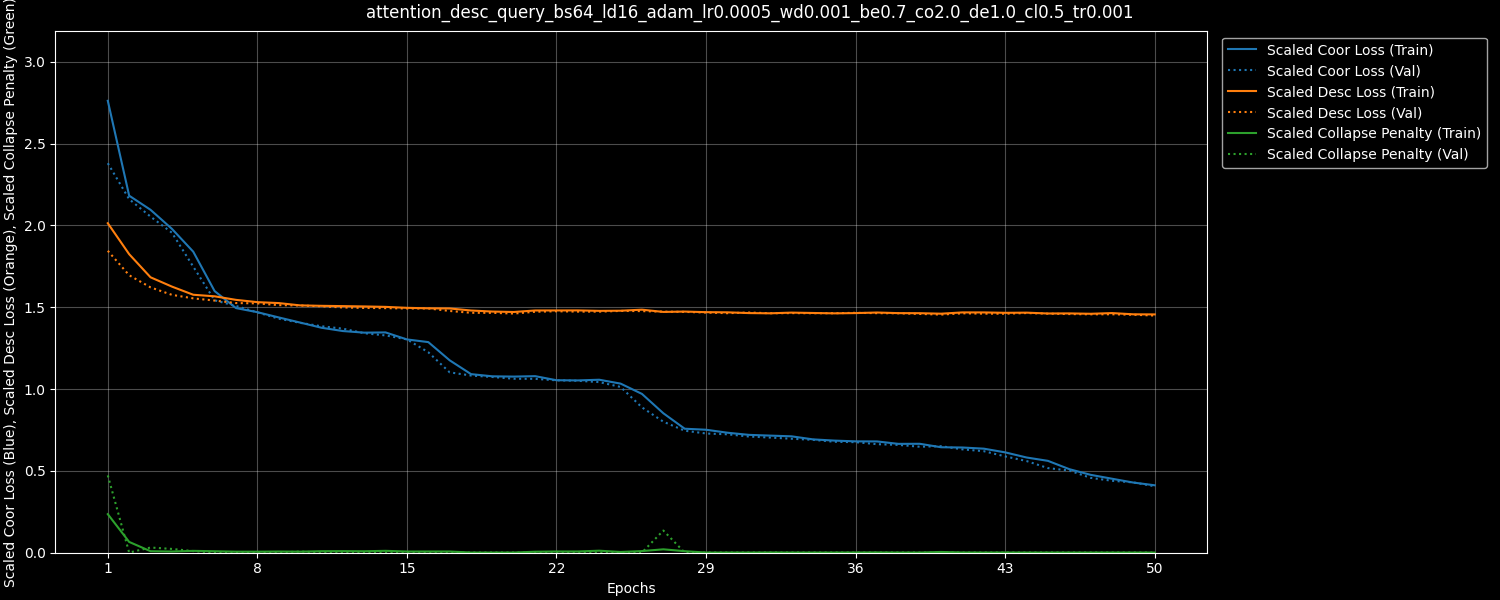 attention_desc_query_bs64_ld16_adam_lr0.0005_wd0.001_be0.7_co2.0_de1.0_cl0.5_tr0.001
Scaled Coor Loss (Blue), Scaled Desc Loss (Orange), Scaled Collapse Penalty (Green)
3.0
2.5
2.0
1.5
1.0
0.5
0.0
1 8 15 22 29 36 43 50
Epochs
Scaled Coor Loss (Train)
Scaled Coor Loss (Val)
Scaled Desc Loss (Train)
Scaled Desc Loss (Val)
Scaled Collapse Penalty (Train)
Scaled Collapse Penalty (Val)